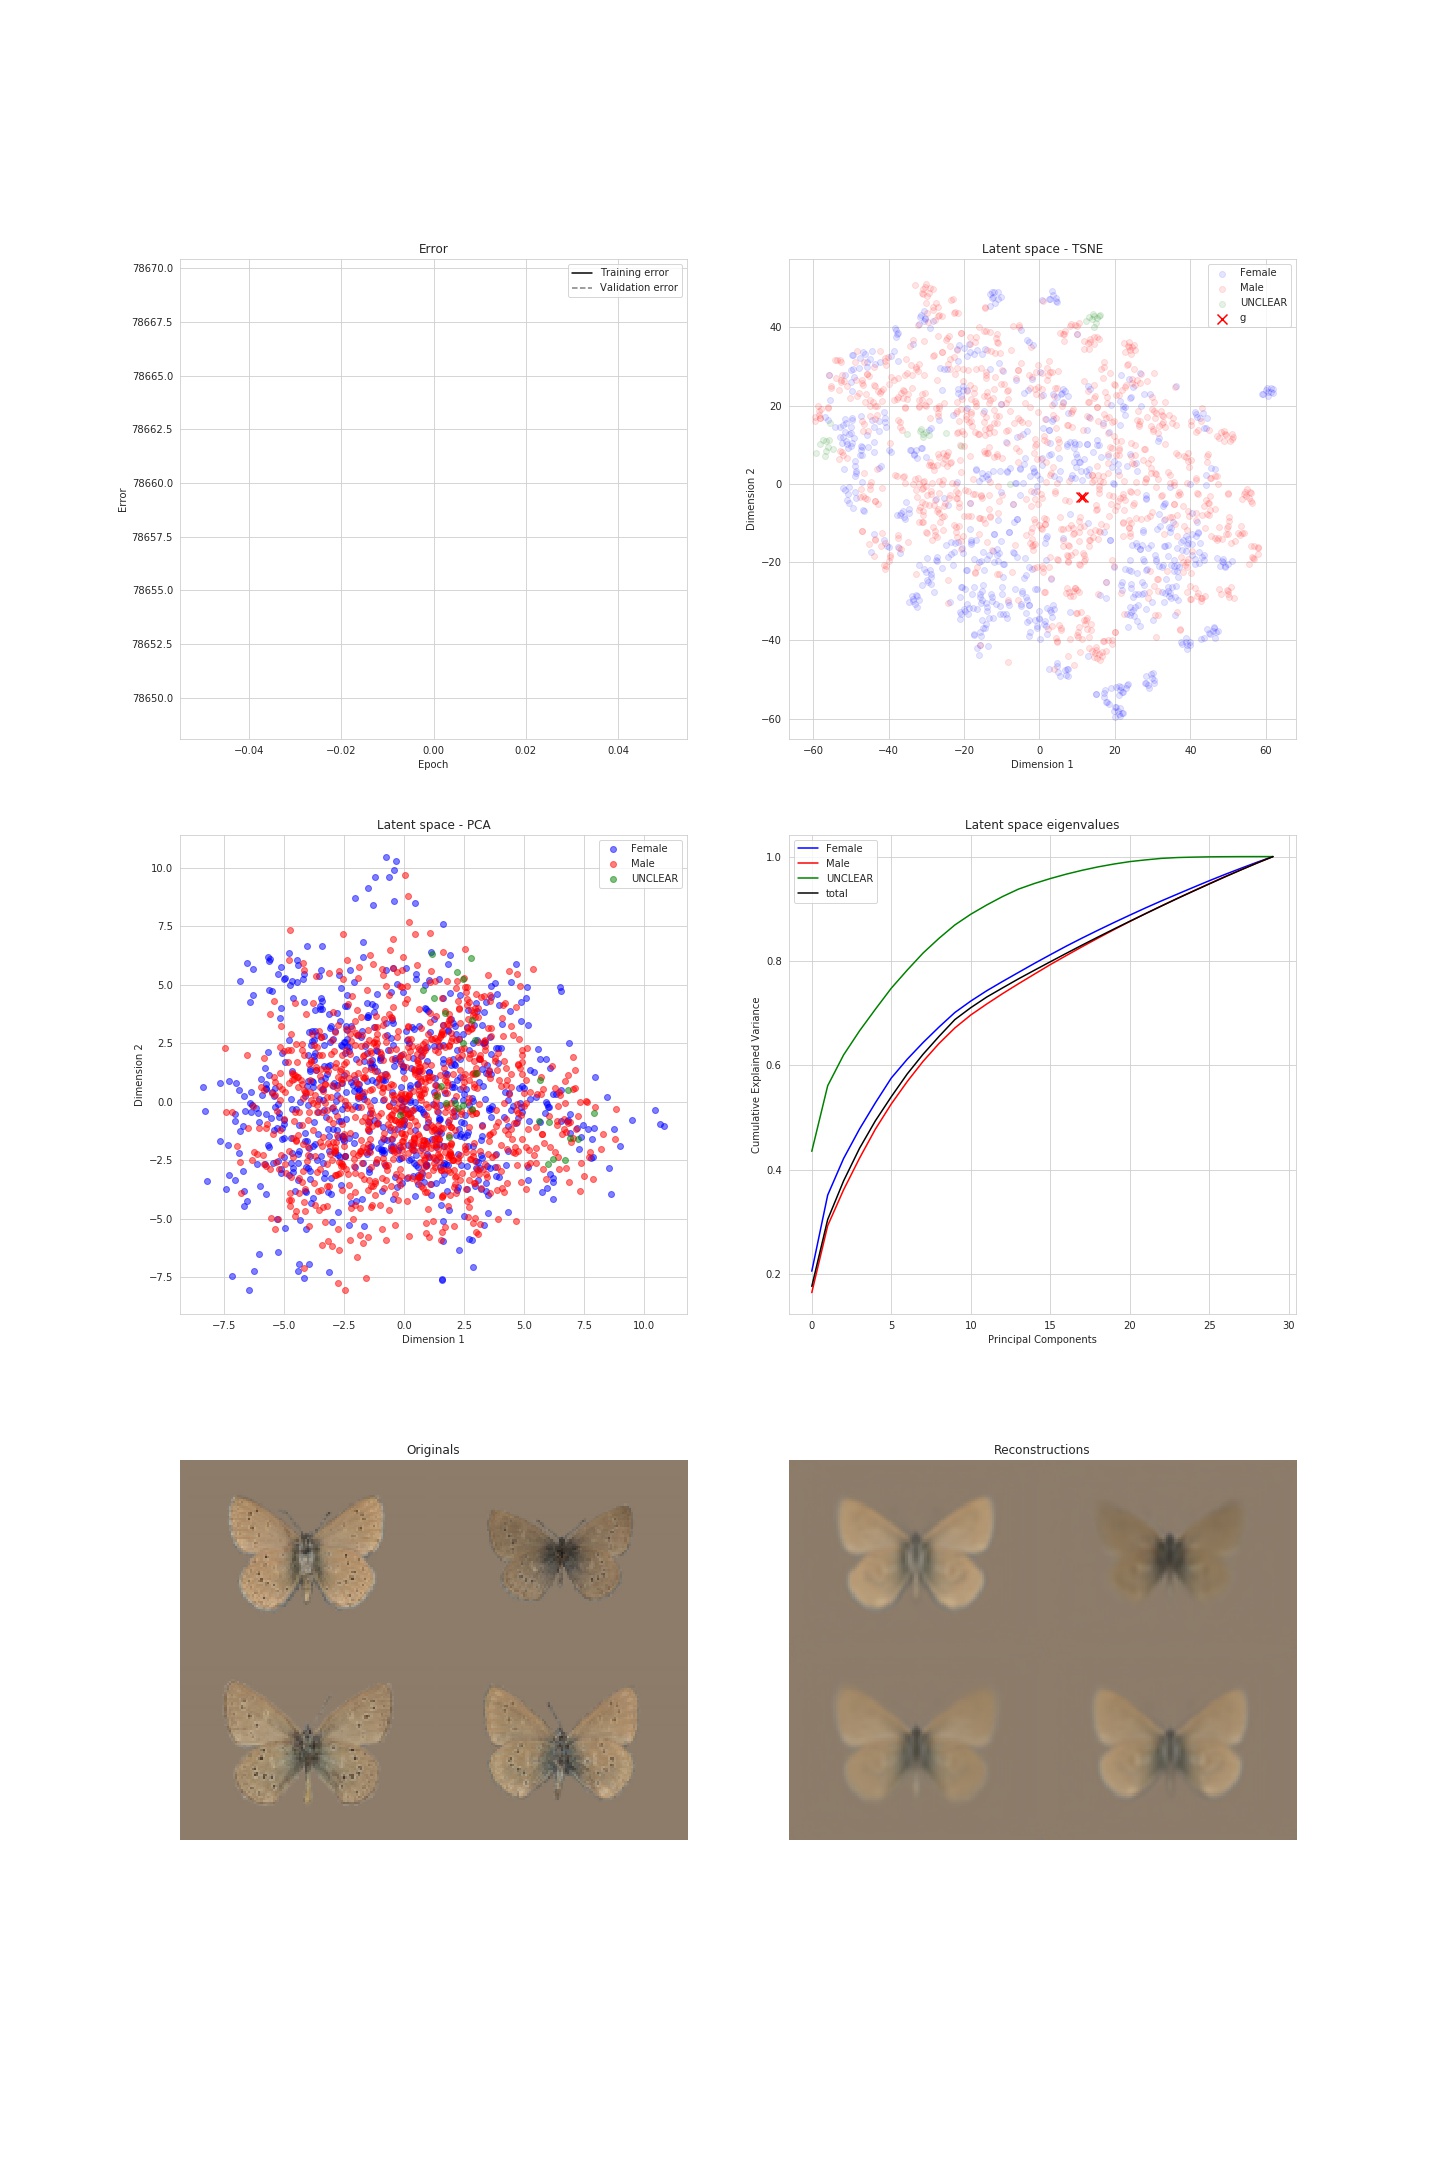 Error
78670.0
78667.5
78665.0
78662.5
78660.0
78657.5
78655.0
78652.5
78650.0
Error
−0.04 −0.02 0.00 0.02 0.04
Epoch
Training error
Validation error
Latent space - TSNE
40
20
0
−20
−40
−60
Dimension 2
−60 −40 −20 0 20 40 60
Dimension 1
Female
Male
UNCLEAR
g
Latent space - PCA
10.0
7.5
5.0
2.5
0.0
−2.5
−5.0
−7.5
Dimension 2
−7.5 −5.0 −2.5 0.0 2.5 5.0 7.5 10.0
Dimension 1
Female
Male
UNCLEAR
Latent space eigenvalues
1.0
0.8
0.6
0.4
0.2
Cumulative Explained Variance
0 5 10 15 20 25 30
Principal Components
Female
Male
UNCLEAR
total
Originals
Reconstructions